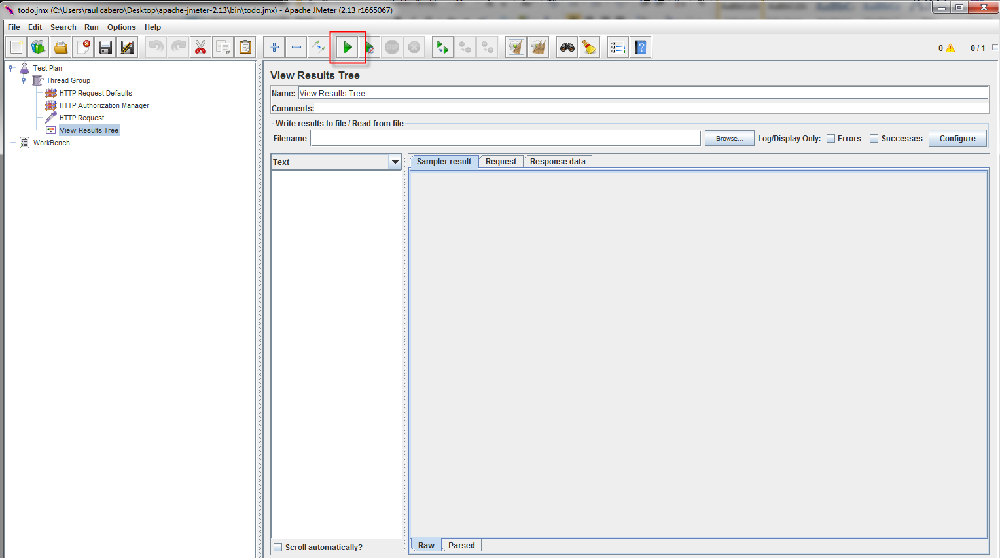 todo.jmx (C:\Users\raul cabero\Desktop\apache-jmeter-2.13\bin\todo.jmx) - Apache JMeter (2.13 r1665067)
File Edit Search Run Options Help
STOP
0 0 / 1
Test Plan
Thread Group
HTTP Request Defaults
HTTP Authorization Manager
HTTP Request
View Results Tree
WorkBench
View Results Tree
Name: View Results Tree
Comments:
Write results to file / Read from file
Filename Browse... Log/Display Only: Errors Successes Configure
Text
Sampler result Request Response data
Scroll automatically?
Raw Parsed